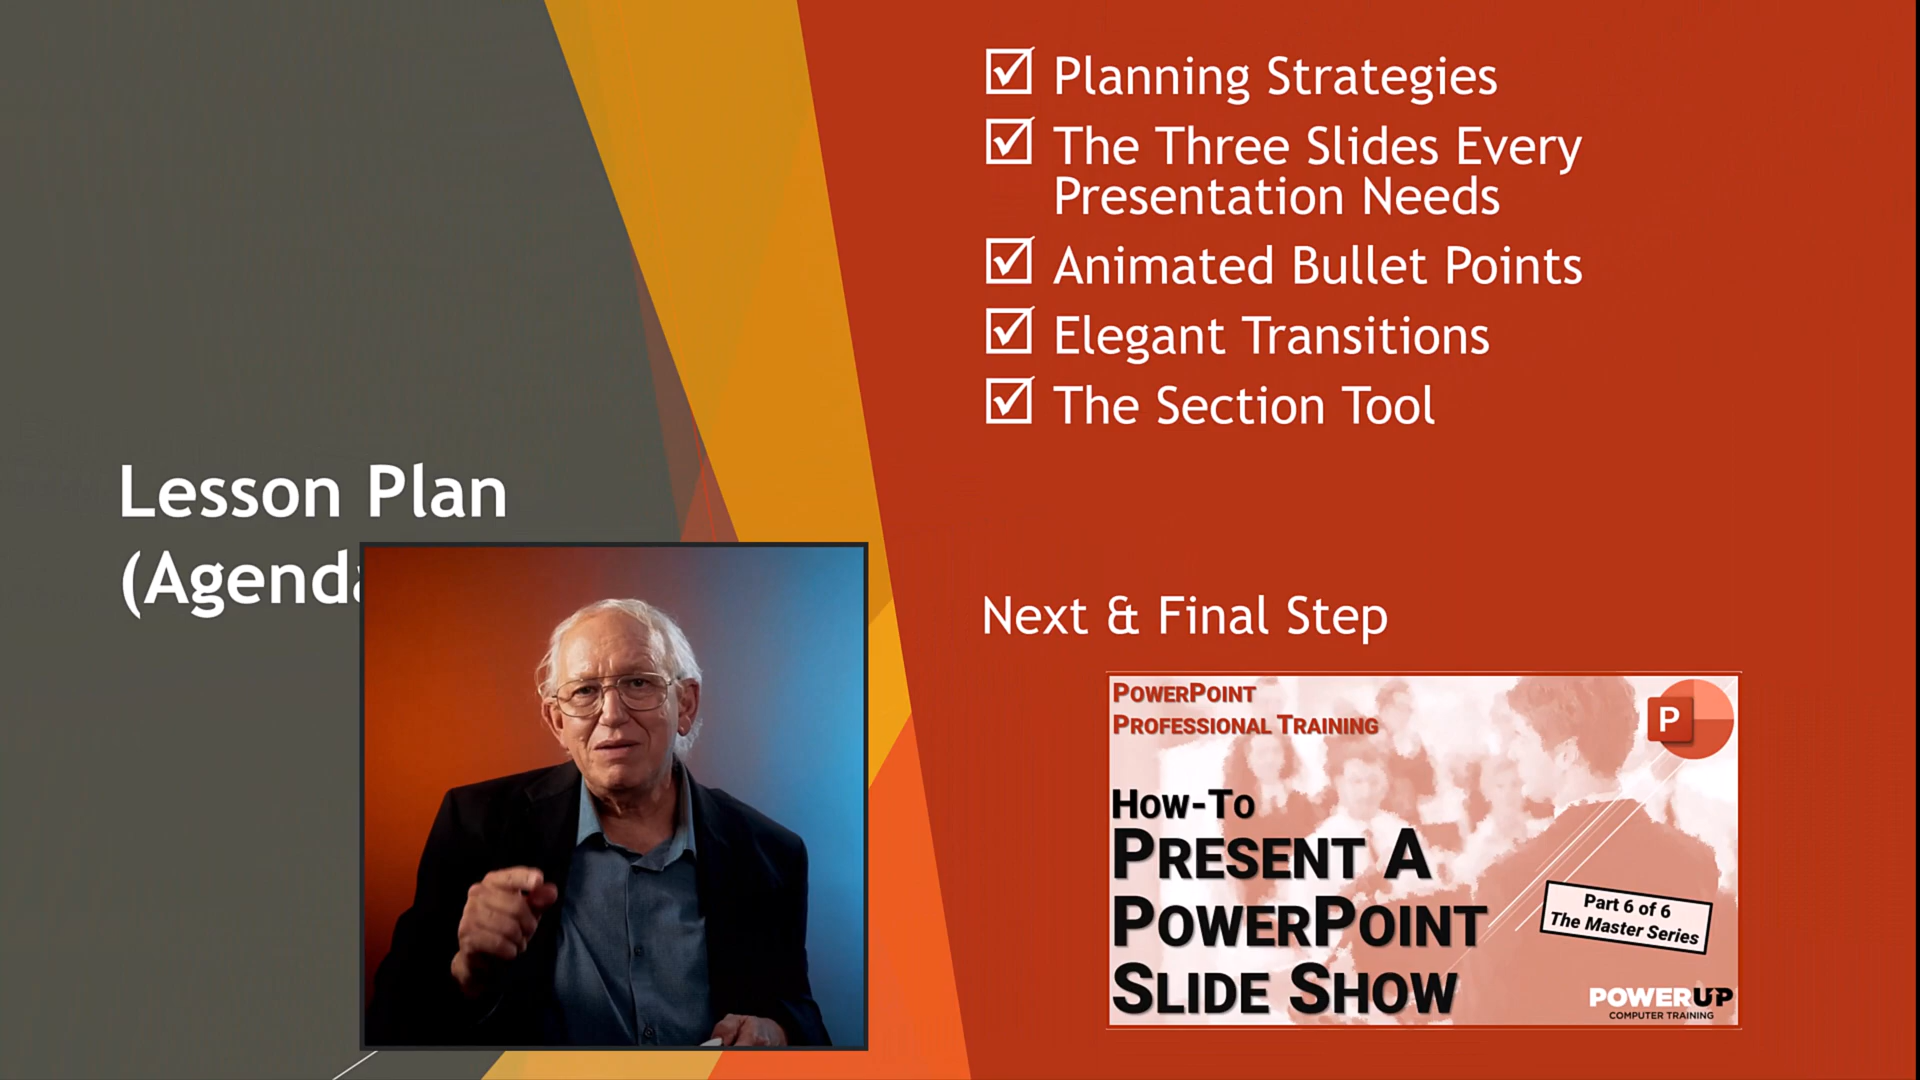 Lesson Plan
(Agenda
Planning Strategies
The Three Slides Every
Presentation Needs
Animated Bullet Points
Elegant Transitions
The Section Tool
Next & Final Step
POWERPOINT
PROFESSIONAL TRAINING
P
HOW-TO
PRESENT A
POWERPOINT
SLIDE SHOW
Part 6 of 6
The Master Series
POWERUP
COMPUTER TRAINING